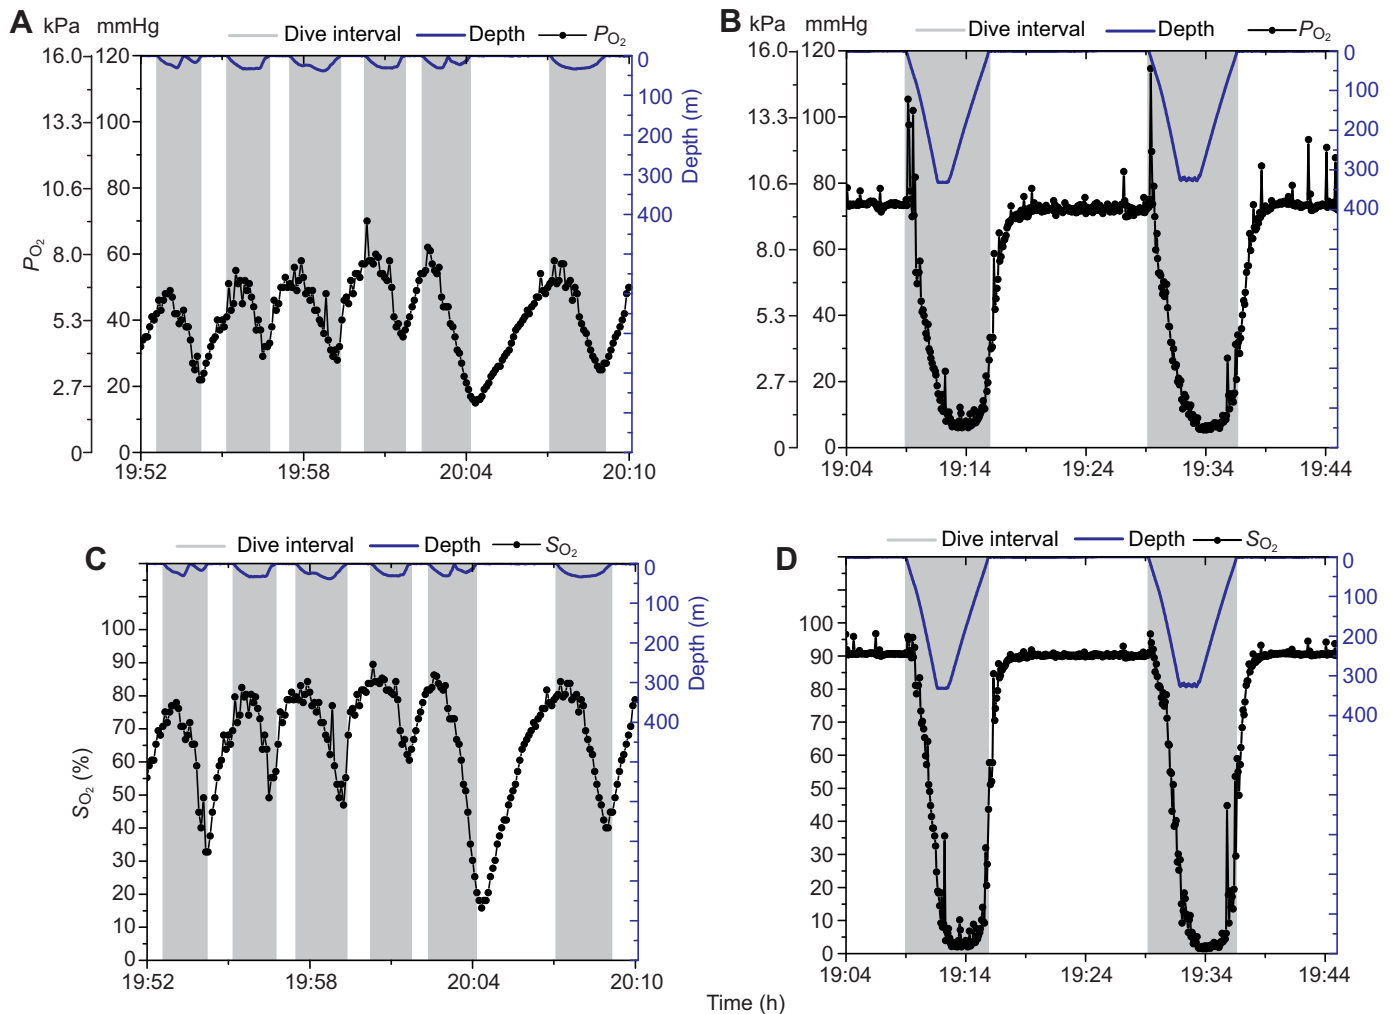 A kPa mmHg
Dive interval Depth PO2
16.0 120 0
100
13.3 100
200
10.6 80
300
400
8.0 60
5.3 40
2.7 20
0 0
19:52 19:58 20:04 20:10
PO2
Depth (m)
B kPa mmHg
Dive interval Depth PO2
16.0 120 0
100
13.3 100
200
10.6 80
300
400
8.0 60
5.3 40
2.7 20
0 0
19:04 19:14 19:24 19:34 19:44
C
Dive interval Depth SO2
0
100
100
90
200
80
300
70
400
60
50
40
30
20
10
0
19:52 19:58 20:04 20:10
SO2 (%)
Depth (m)
D
Dive interval Depth SO2
0
100
100
90
200
80
300
70
400
60
50
40
30
20
10
0
19:04 19:14 19:24 19:34 19:44
Time (h)